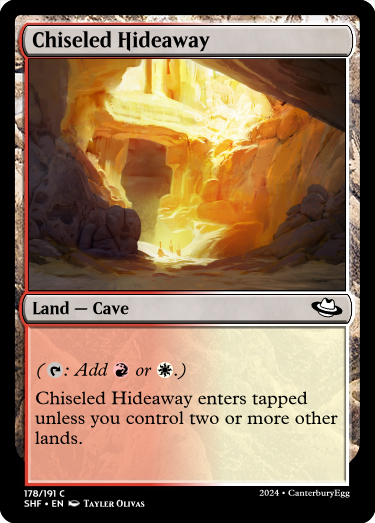 Chiseled Hideaway
Land — Cave
(: Add or .)
Chiseled Hideaway enters tapped
unless you control two or more other
lands.
178/191 C
SHF • EN Tayler Olivas
2024 • CanterburyEgg